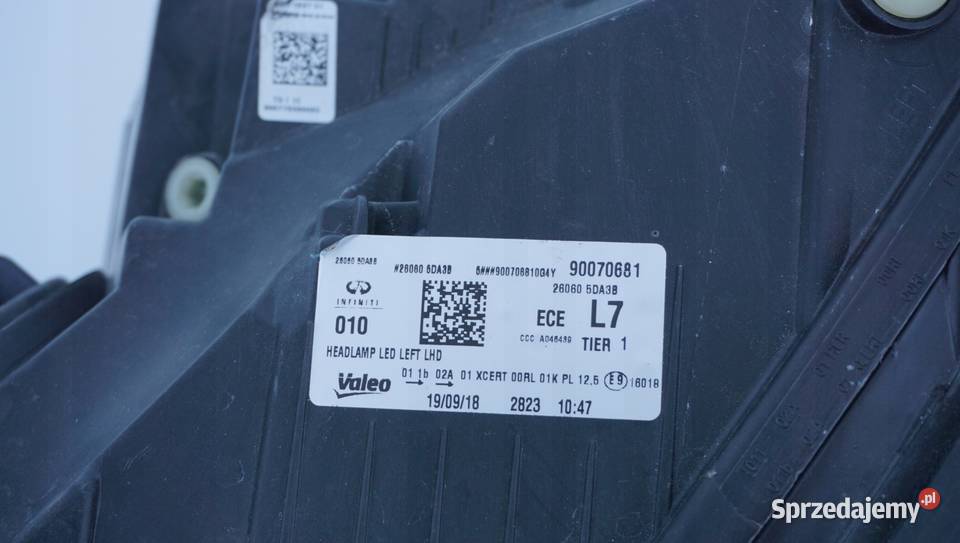 Valeo
26060 5DA3B
#26060 5DA3B
5###900706810G4Y
90070681
26060 5DA3B
INFINITI
010
ECE L7
CCC A046439 TIER 1
HEADLAMP LED LEFT LHD
Valeo 01 1b 02A 01 XCERT 00RL 01K PL 12,5 E9 16018
19/09/18 2823 10:47
Sprzedajemy.pl